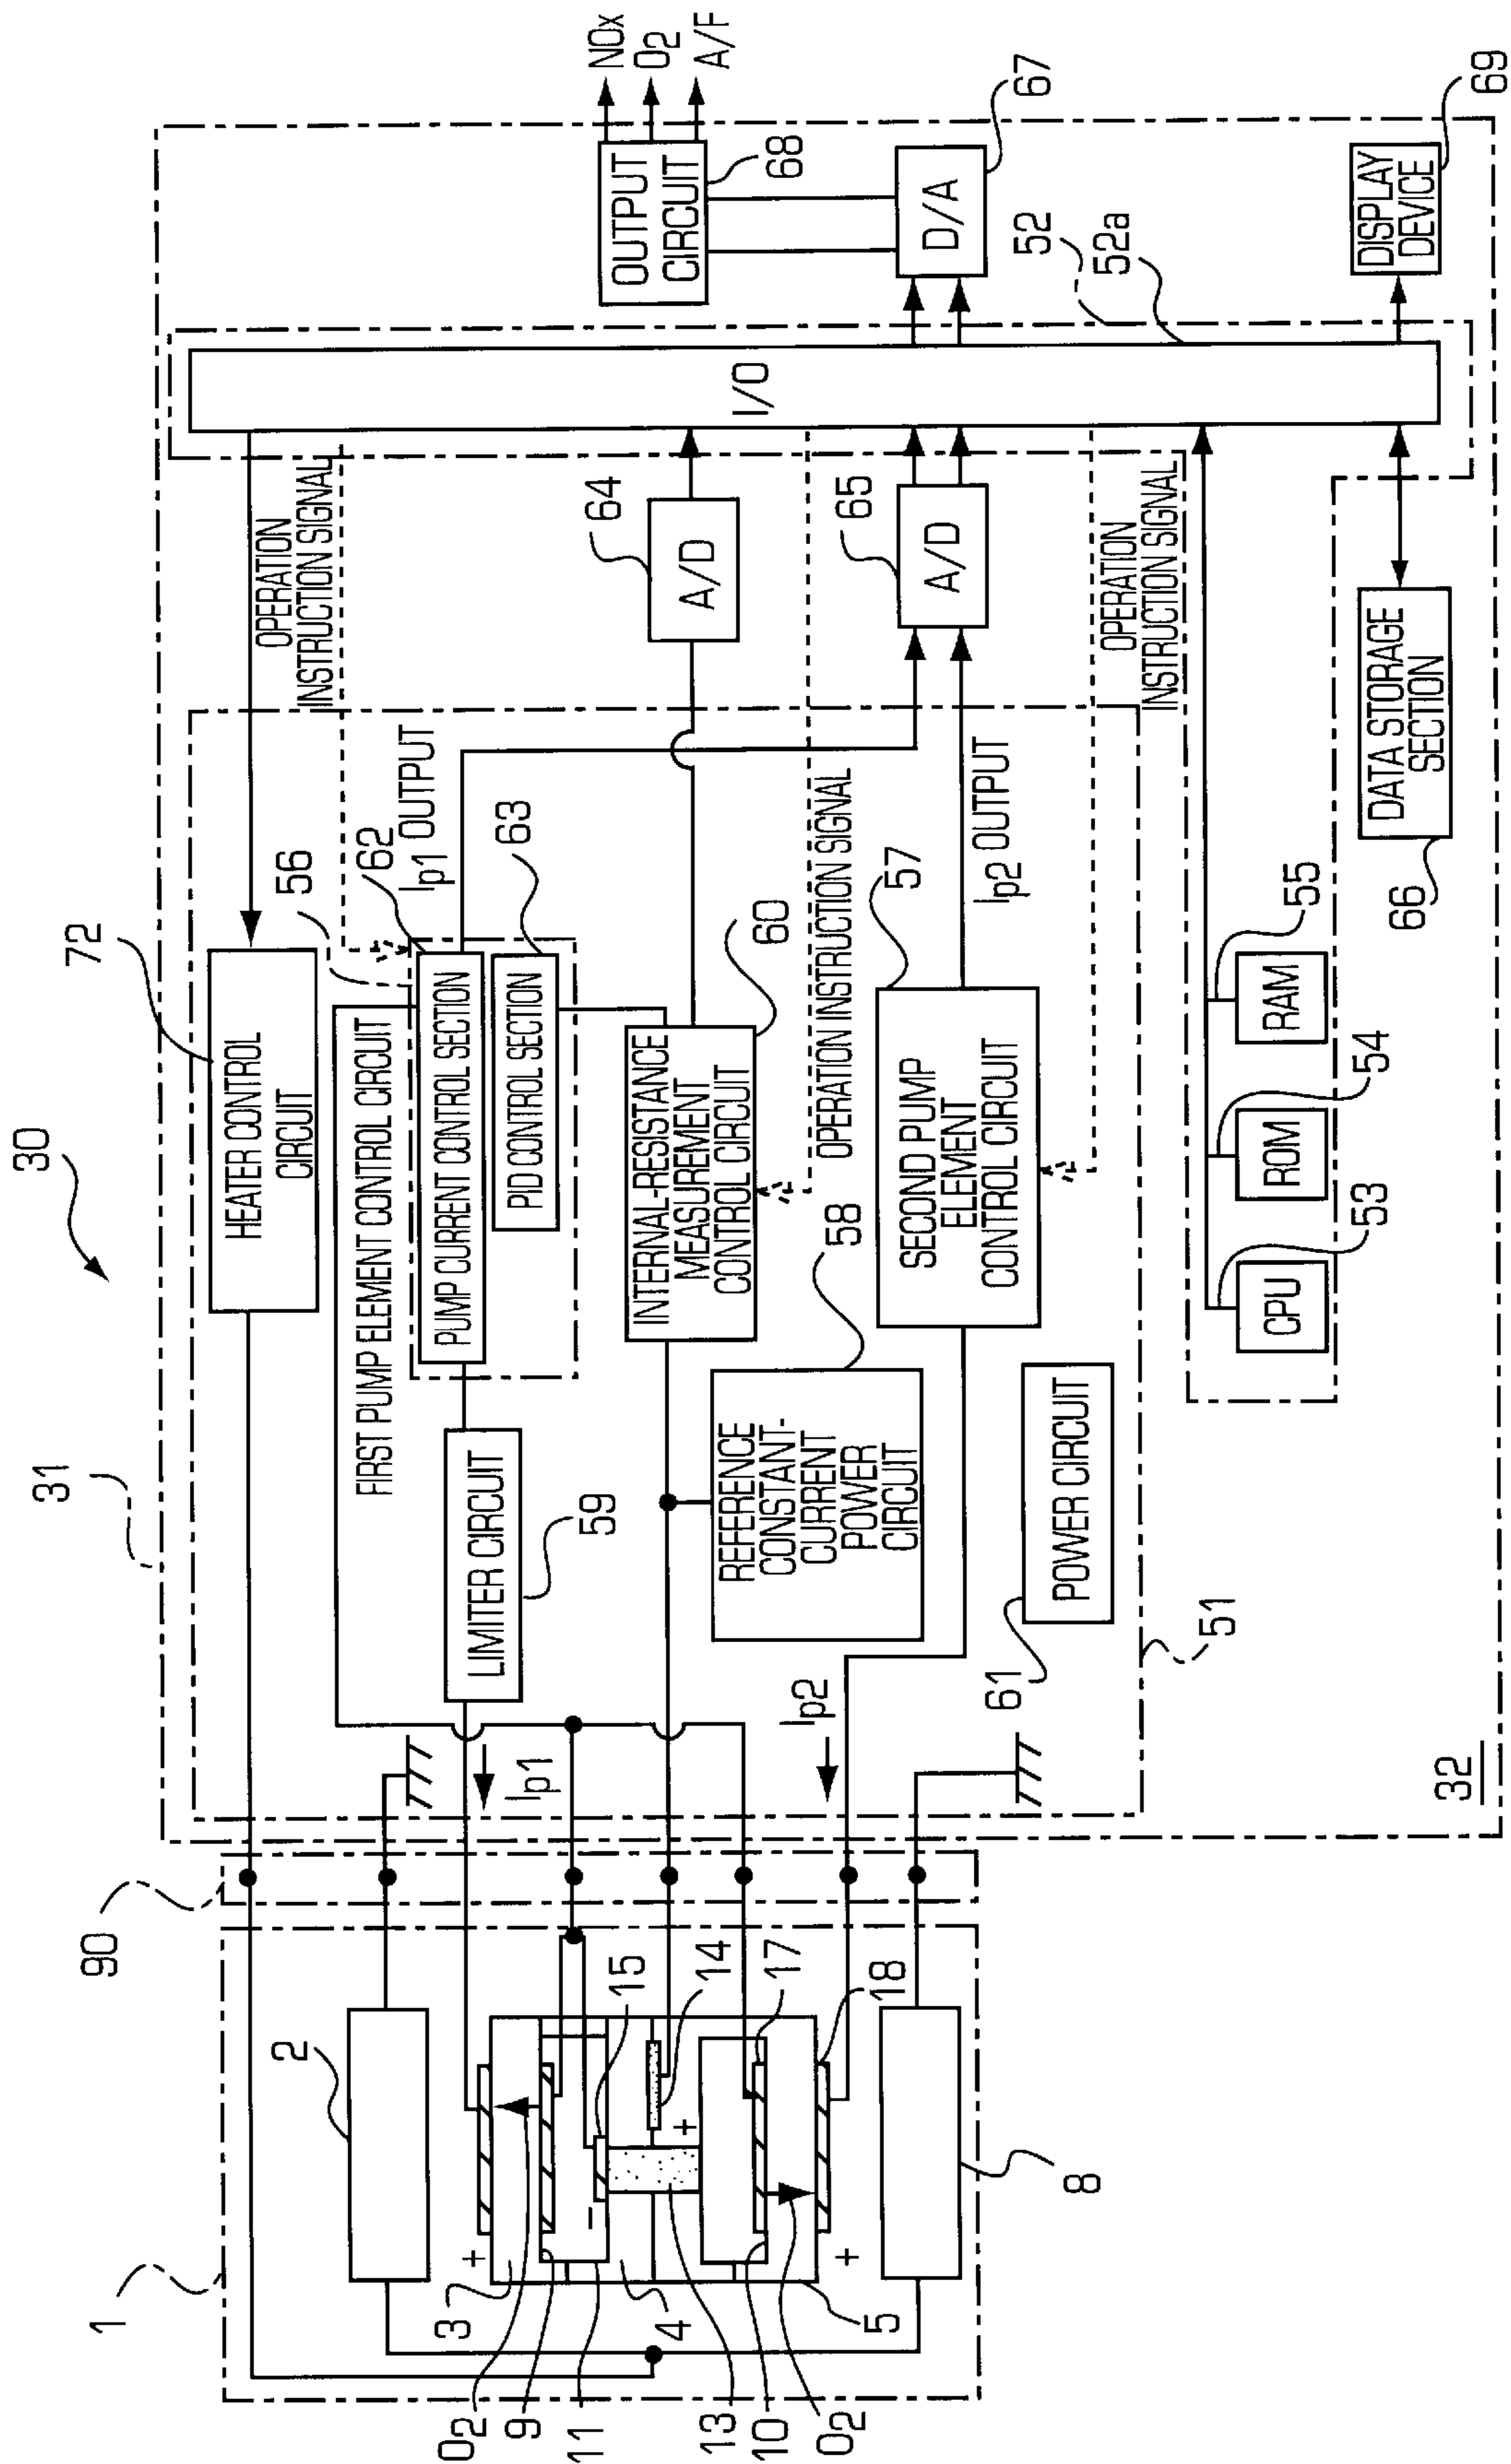 30
31
32
1
90
72
HEATER CONTROL
CIRCUIT
OPERATION
INSTRUCTION SIGNAL
FIRST PUMP ELEMENT CONTROL CIRCUIT
56
62
PUMP CURRENT CONTROL SECTION
63
PID CONTROL SECTION
Ip1 OUTPUT
LIMITER CIRCUIT
59
Ip1
INTERNAL-RESISTANCE
MEASUREMENT
CONTROL CIRCUIT
60
OPERATION INSTRUCTION SIGNAL
64
A/D
65
A/D
REFERENCE
CONSTANT-
CURRENT
POWER
CIRCUIT
58
SECOND PUMP
ELEMENT
CONTROL CIRCUIT
57
Ip2 OUTPUT
Ip2
OPERATION
INSTRUCTION SIGNAL
POWER CIRCUIT
61
51
I/O
52
52a
OUTPUT
CIRCUIT
68
NOx
O2
A/F
D/A
67
DISPLAY
DEVICE
69
CPU
53
ROM
54
RAM
55
DATA STORAGE
SECTION
66
2
+
3
O2
9
11
4
13
10
O2
5
+
8
15
14
17
18
−
+